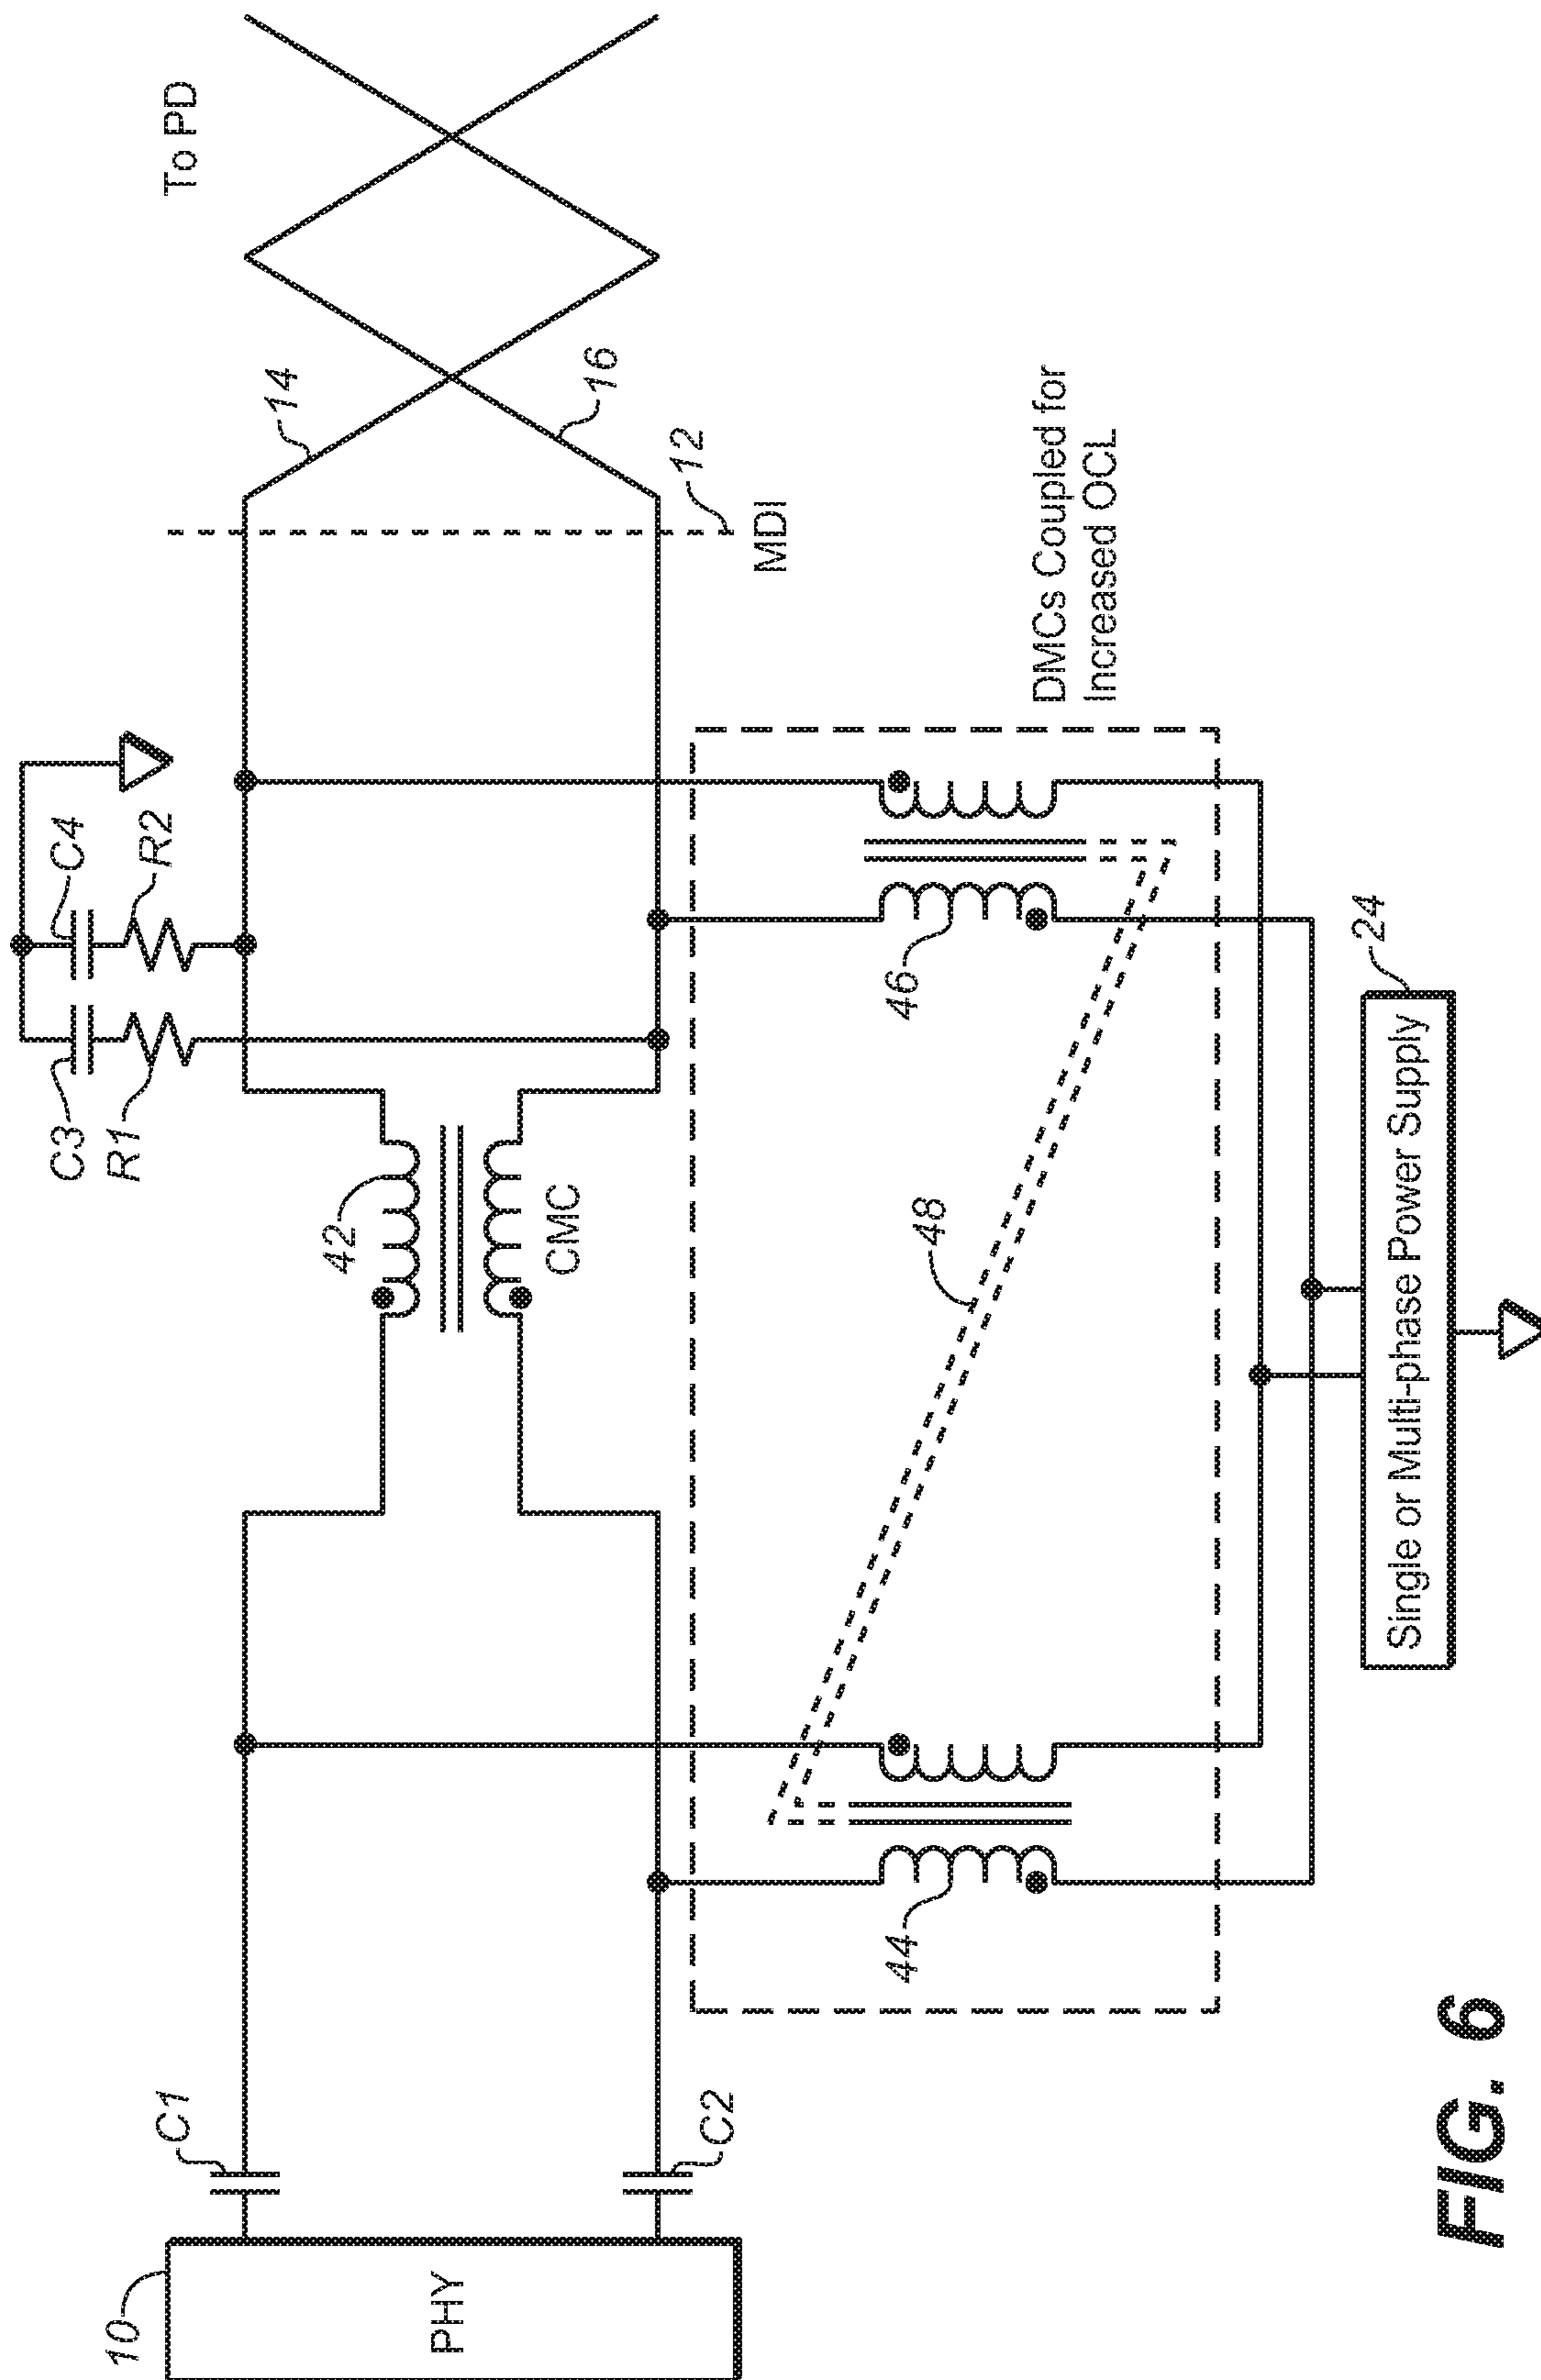 To PD
C3
C4
R1
R2
14
42
16
CMC
12
MDI
C1
10
PHY
C2
DMCs Coupled for
Increased OCL
46
48
44
24
Single or Multi-phase Power Supply
FIG. 6